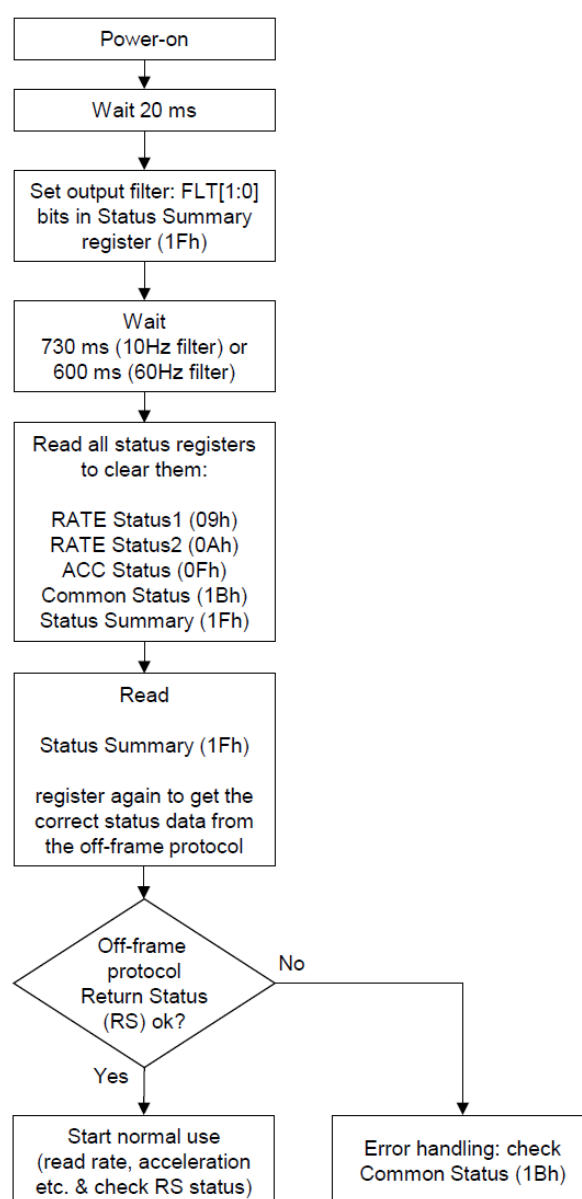 Power-on
Wait 20 ms
Set output filter: FLT[1:0]
bits in Status Summary
register (1Fh)
Wait
730 ms (10Hz filter) or
600 ms (60Hz filter)
Read all status registers
to clear them:
RATE Status1 (09h)
RATE Status2 (0Ah)
ACC Status (0Fh)
Common Status (1Bh)
Status Summary (1Fh)
Read
Status Summary (1Fh)
register again to get the
correct status data from
the off-frame protocol
Off-frame
protocol
Return Status
(RS) ok?
No
Yes
Start normal use
(read rate, acceleration
etc. & check RS status)
Error handling: check
Common Status (1Bh)